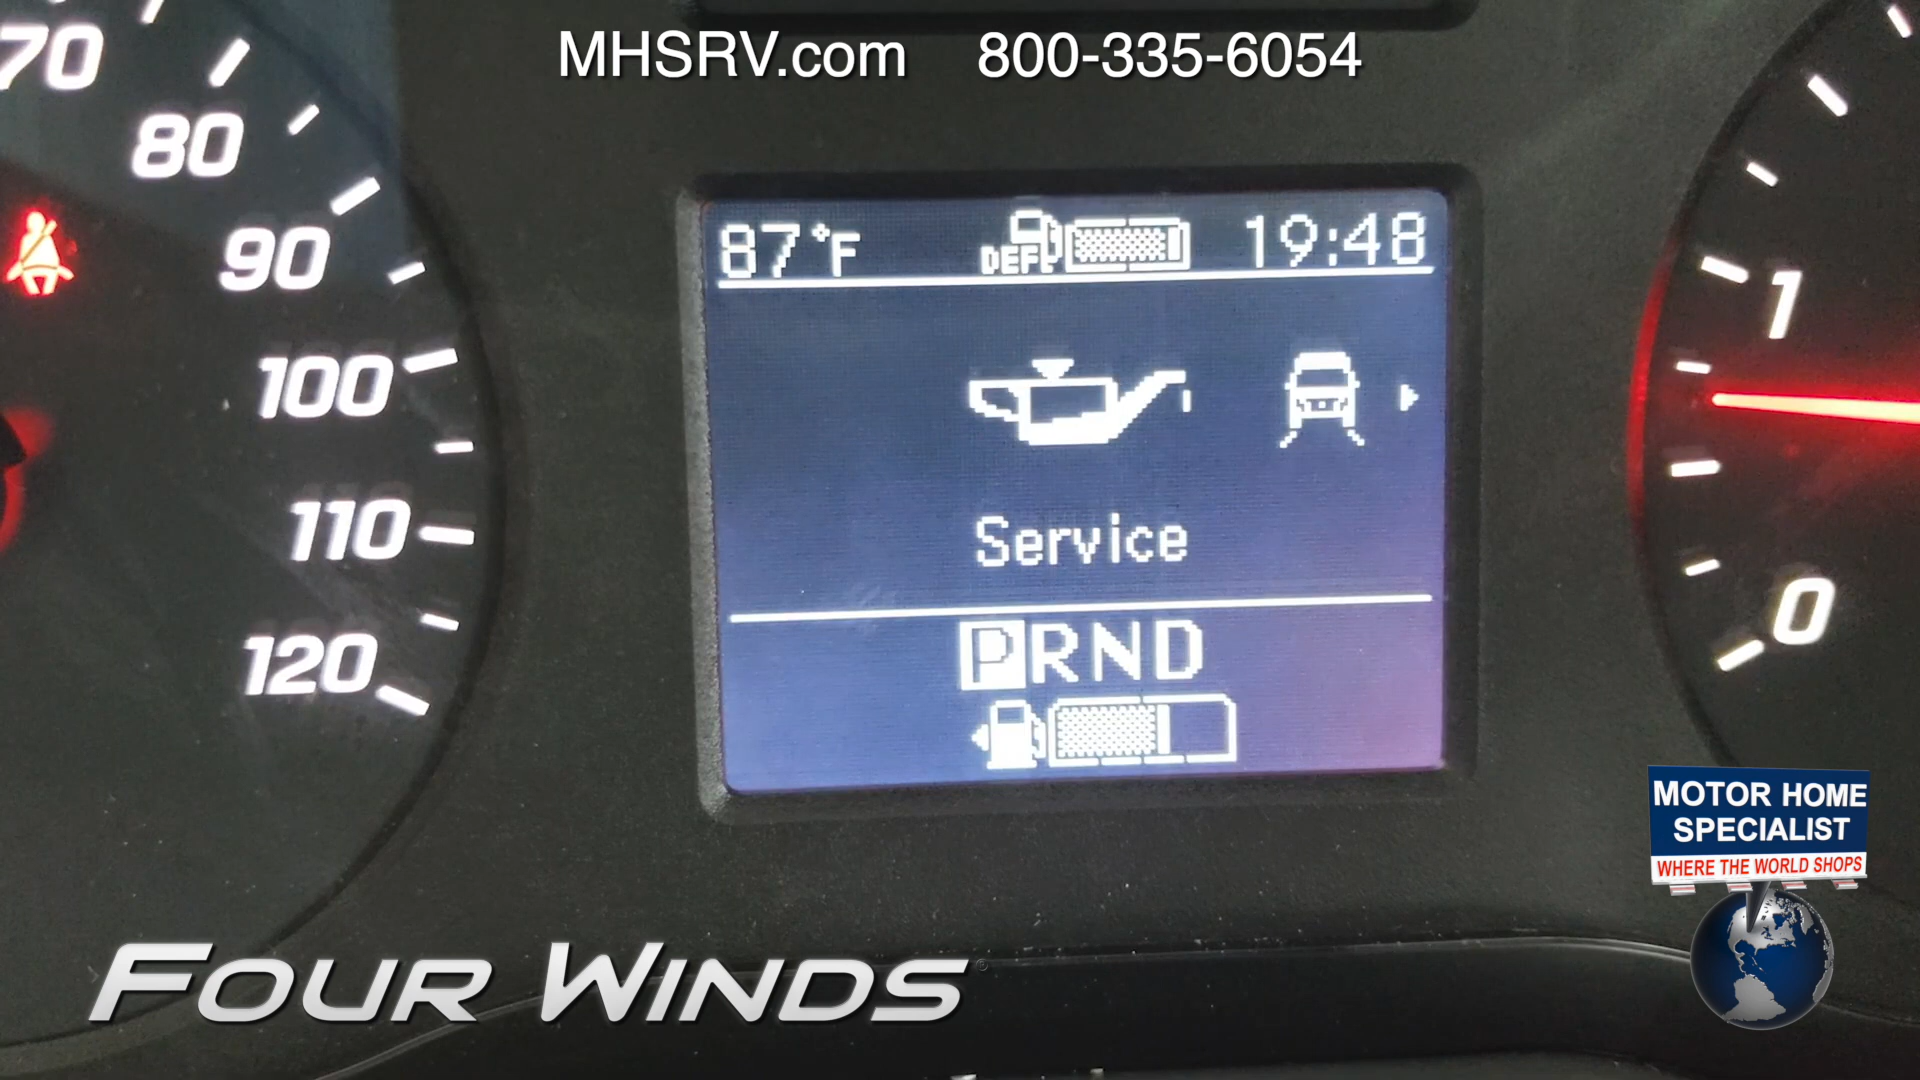 MHSRV.com 800-335-6054
70
80
90
100
110
120
87°F DEF 19:48
Service
PRND
1
0
MOTOR HOME
SPECIALIST
WHERE THE WORLD SHOPS
FOUR WINDS